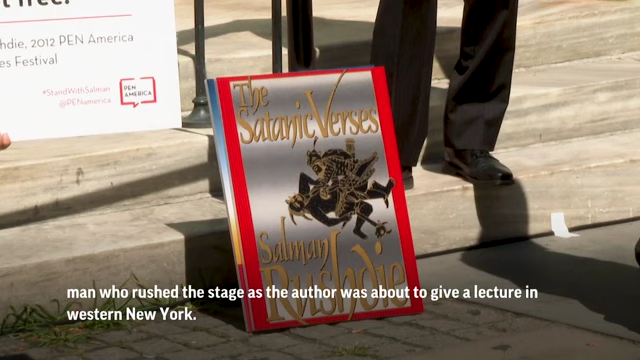 free.
hdie, 2012 PEN America
es Festival
#StandWithSalman
@PENamerica
PEN
AMERICA
The
Satanic Verses
Salman
Rushdie
man who rushed the stage as the author was about to give a lecture in
western New York.